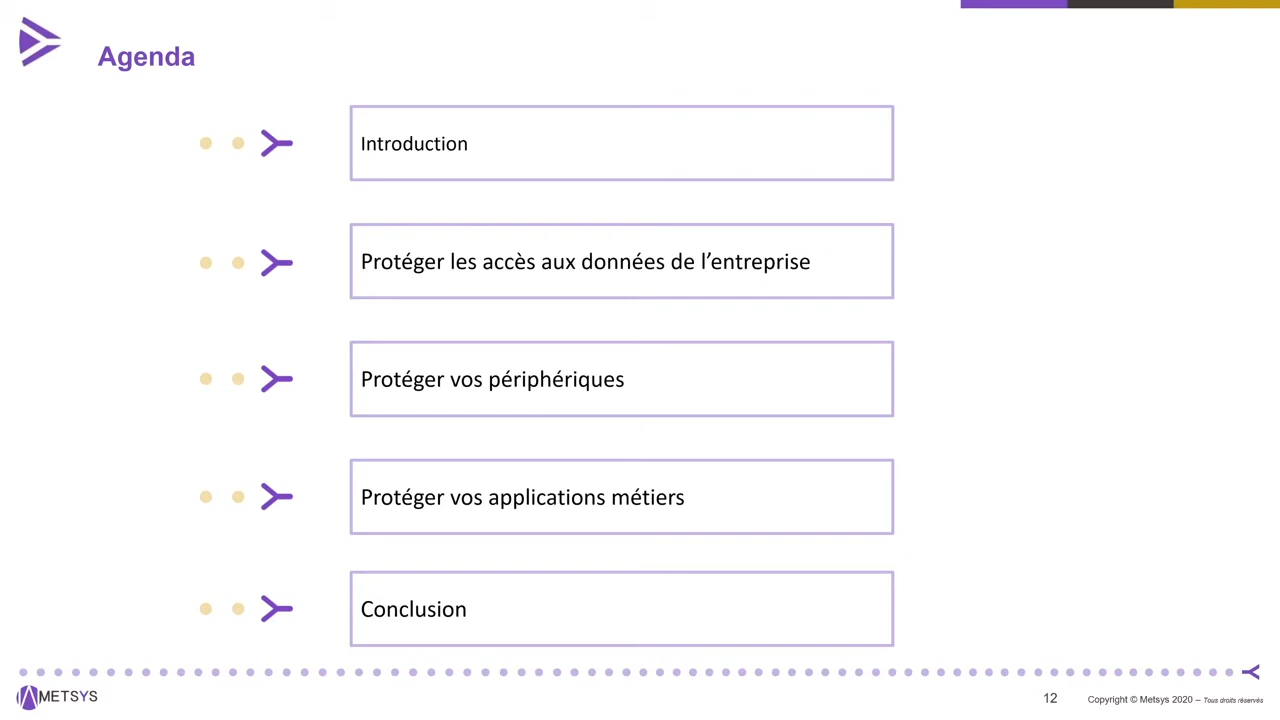 Agenda
Introduction
Protéger les accès aux données de l’entreprise
Protéger vos périphériques
Protéger vos applications métiers
Conclusion
METSYS
12
Copyright © Metsys 2020 – Tous droits réservés